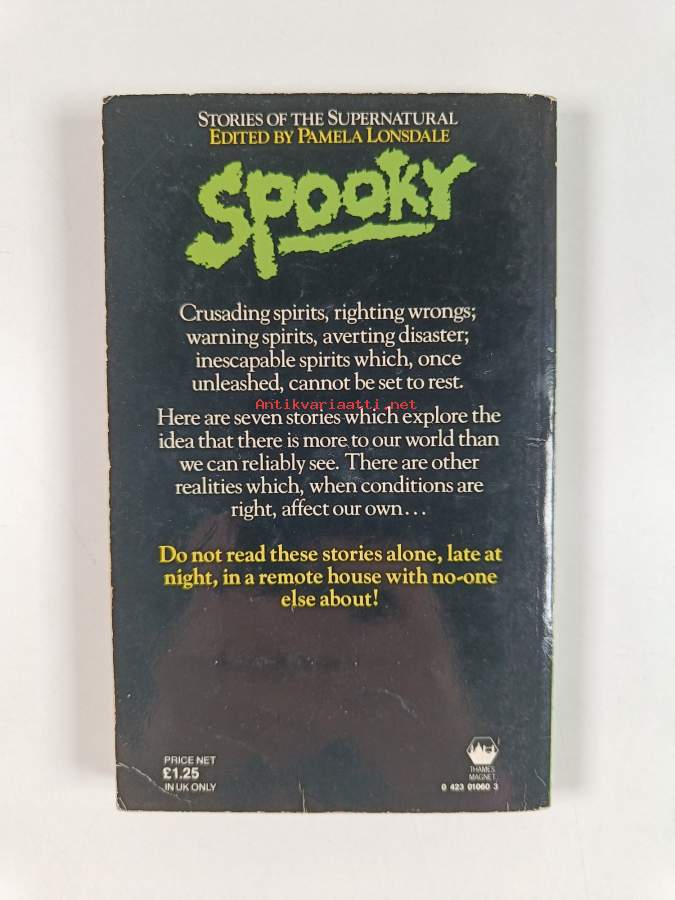 STORIES OF THE SUPERNATURAL
EDITED BY PAMELA LONSDALE
SPOOKY
Crusading spirits, righting wrongs;
warning spirits, averting disaster;
inescapable spirits which, once
unleashed, cannot be set to rest.
Antikvariaatti.net
Here are seven stories which explore the
idea that there is more to our world than
we can reliably see. There are other
realities which, when conditions are
right, affect our own...
Do not read these stories alone, late at
night, in a remote house with no-one
else about!
PRICE NET
£1.25
IN UK ONLY
THAMES
MAGNET
0 423 01060 3